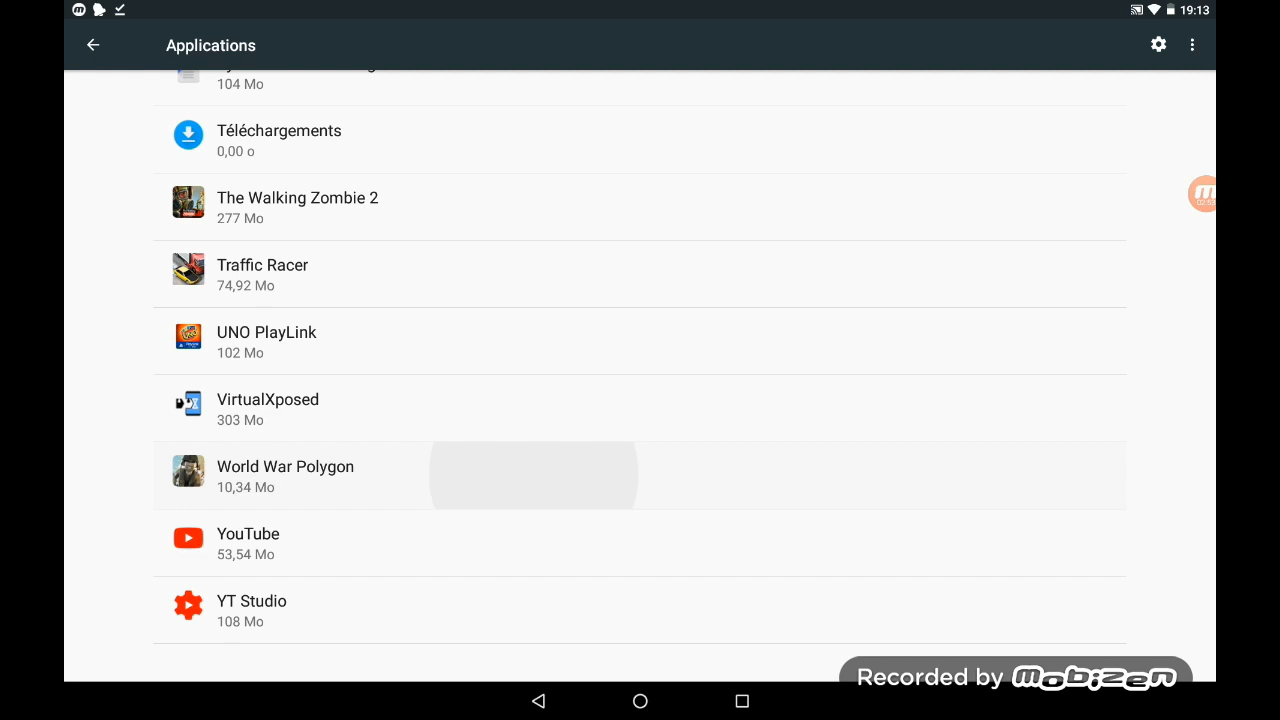 19:13
Applications
104 Mo
Téléchargements
0,00 o
The Walking Zombie 2
277 Mo
Traffic Racer
74,92 Mo
UNO PlayLink
102 Mo
VirtualXposed
303 Mo
World War Polygon
10,34 Mo
YouTube
53,54 Mo
YT Studio
108 Mo
02:53
Recorded by mobizen